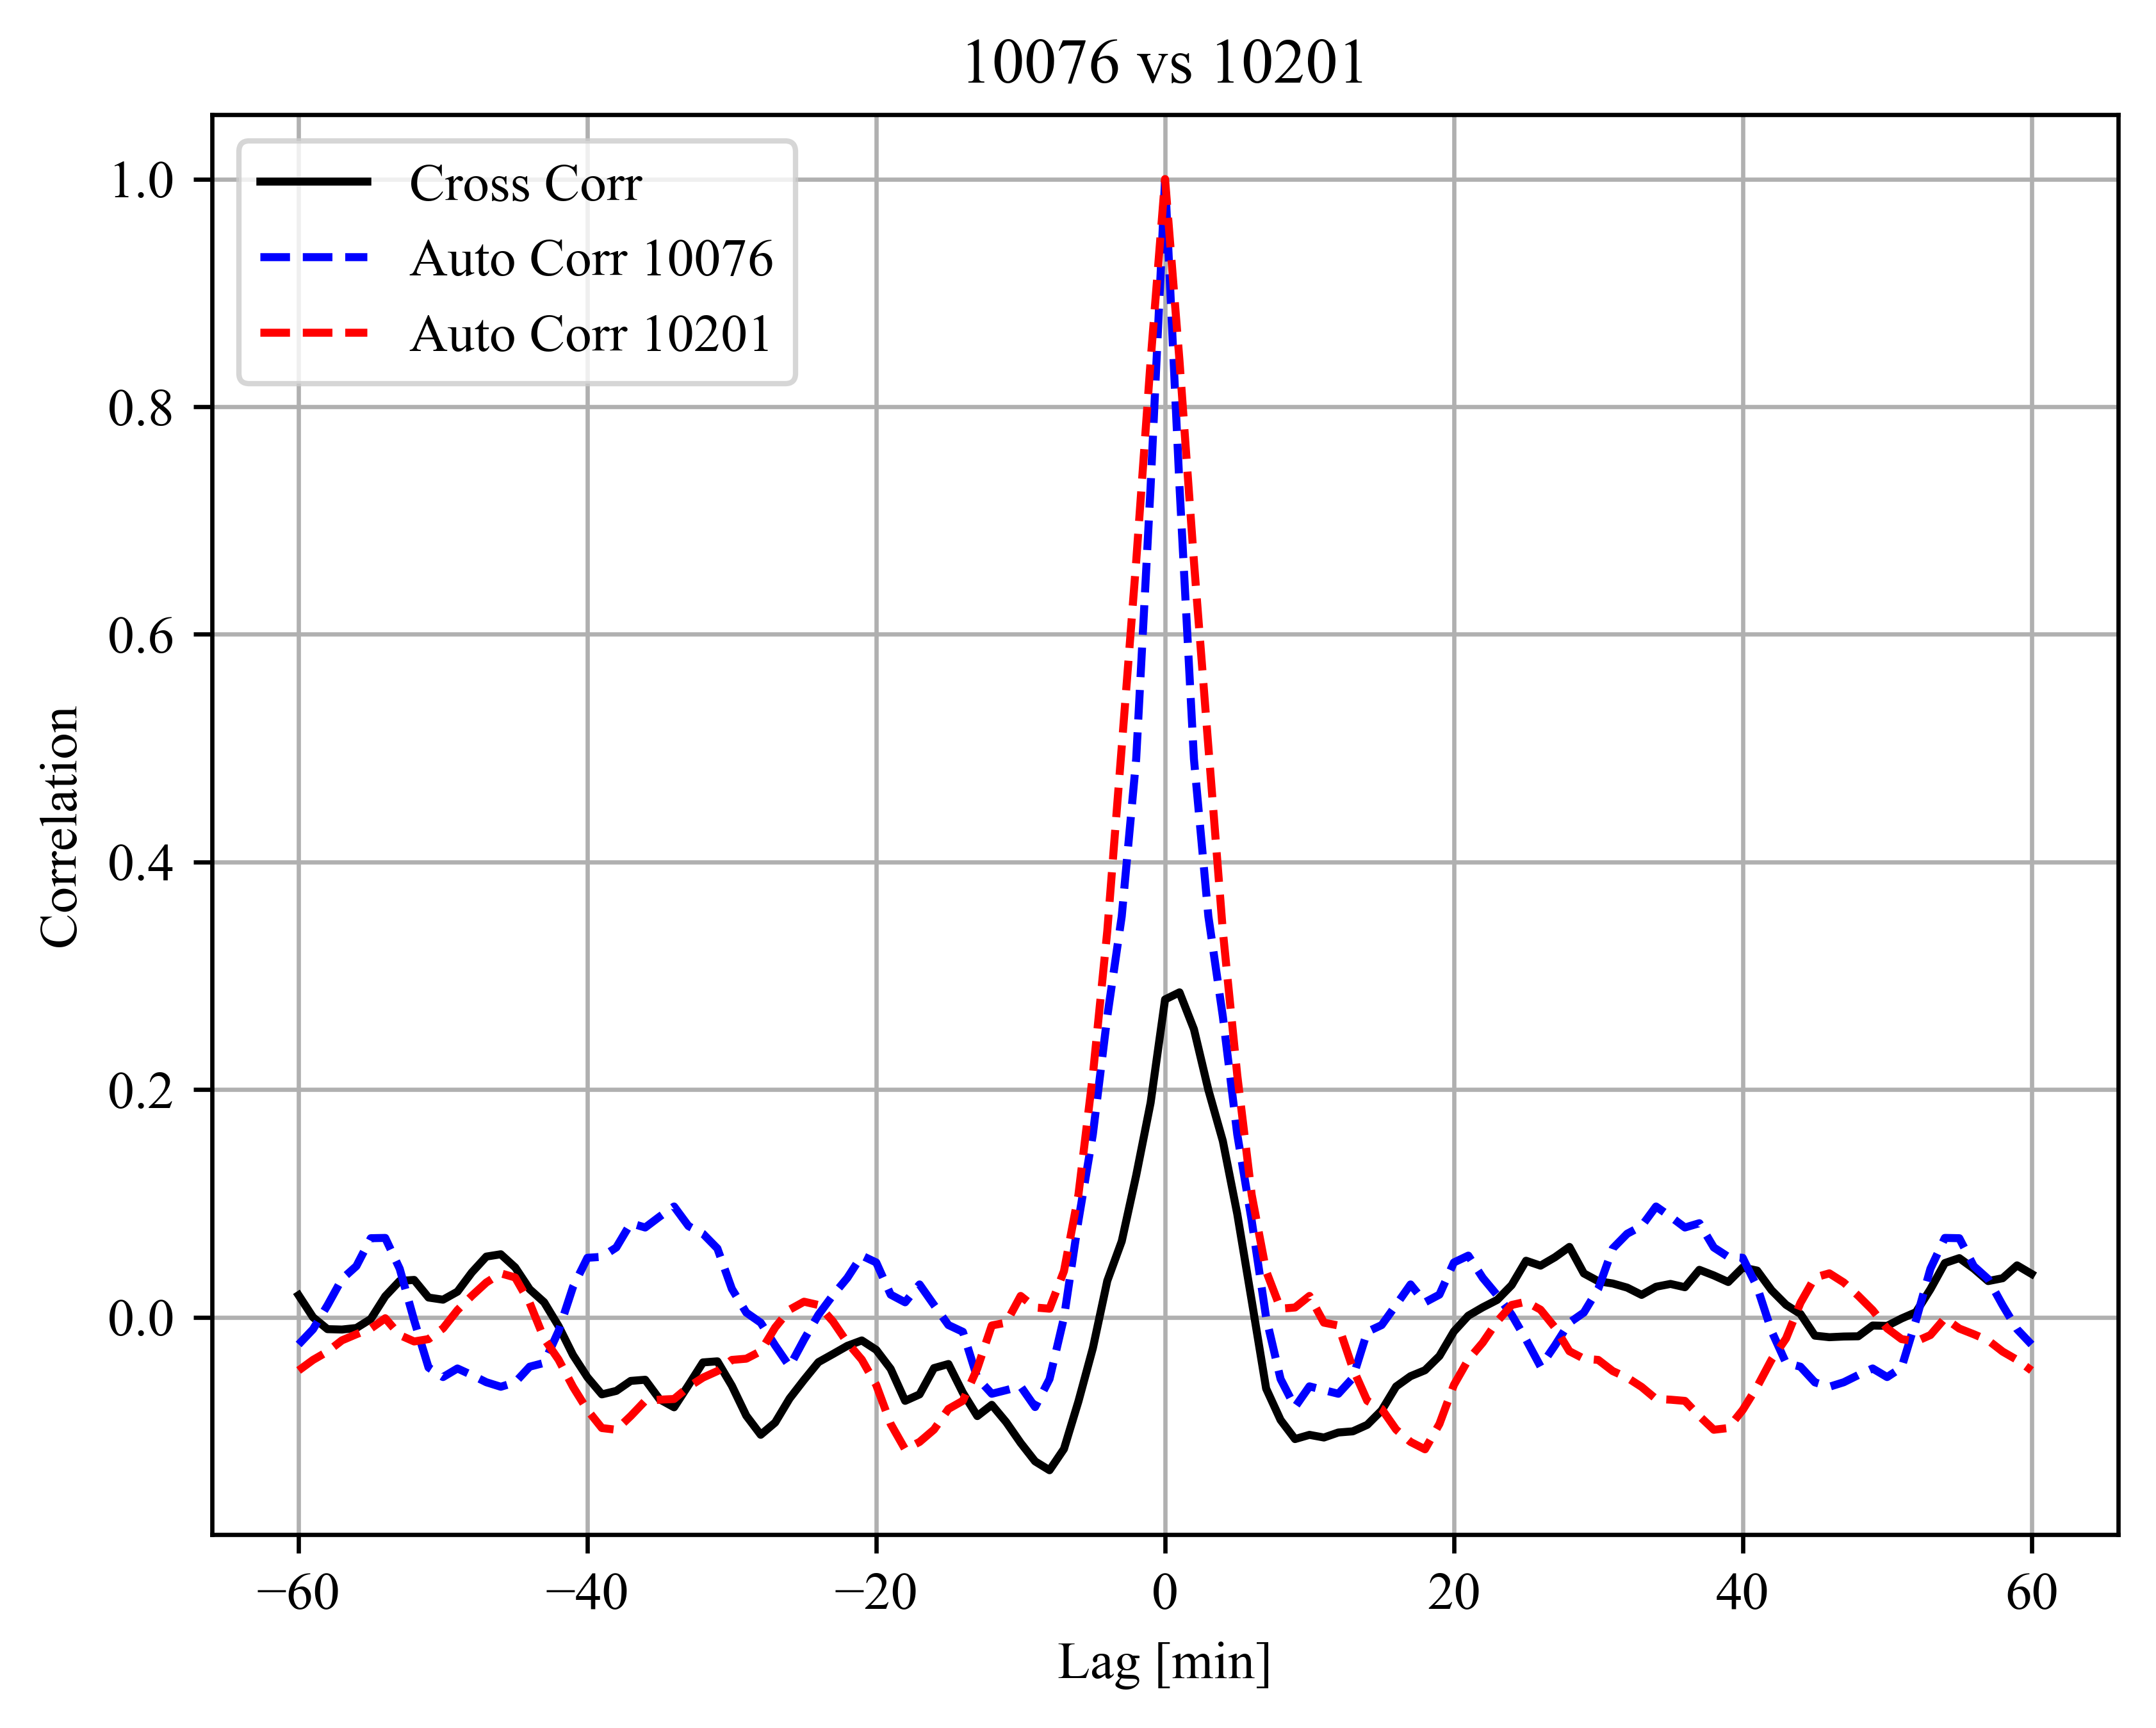 10076 vs 10201
Cross Corr
Auto Corr 10076
Auto Corr 10201
1.0
0.8
0.6
0.4
0.2
0.0
Correlation
−60
−40
−20
0
20
40
60
Lag [min]